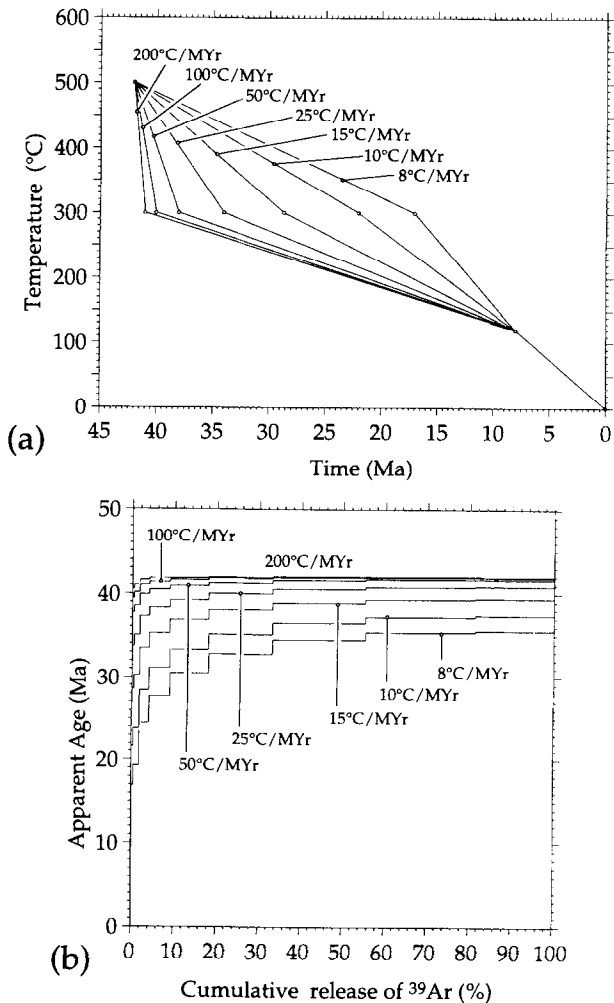 600
500
400
300
200
100
0
Temperature (°C)
200°C/MYr
100°C/MYr
50°C/MYr
25°C/MYr
15°C/MYr
10°C/MYr
8°C/MYr
45 40 35 30 25 20 15 10 5 0
Time (Ma)
(a)
50
40
30
20
10
0
Apparent Age (Ma)
100°C/MYr
200°C/MYr
8°C/MYr
10°C/MYr
15°C/MYr
25°C/MYr
50°C/MYr
0 10 20 30 40 50 60 70 80 90 100
Cumulative release of ³⁹Ar (%)
(b)